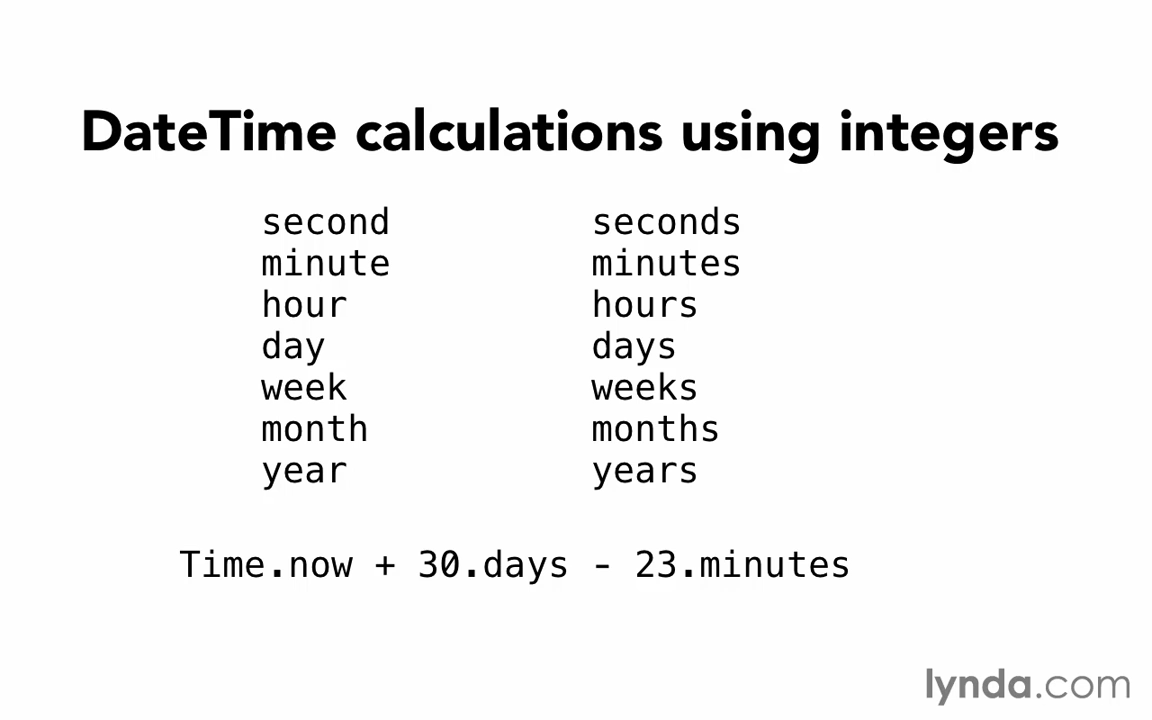 DateTime calculations using integers
second seconds
minute minutes
hour hours
day days
week weeks
month months
year years
Time.now + 30.days - 23.minutes
lynda.com